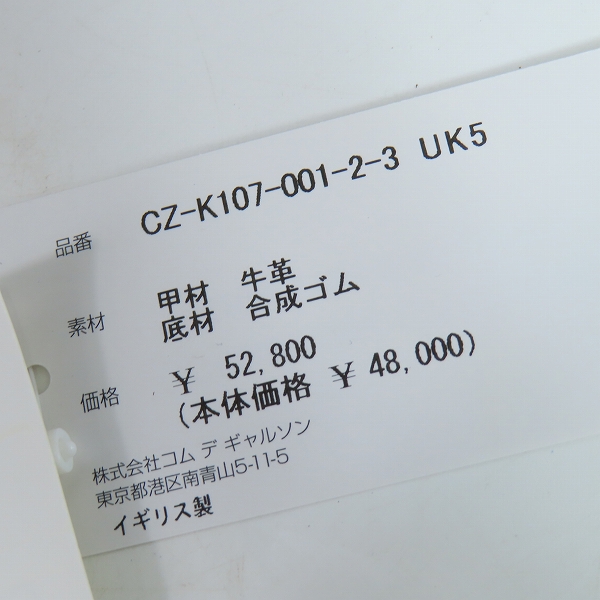 品番 CZ-K107-001-2-3 UK5
素材 甲材 牛革
底材 合成ゴム
価格 ¥ 52,800
(本体価格 ¥ 48,000)
株式会社コム デ ギャルソン
東京都港区南青山5-11-5
イギリス製